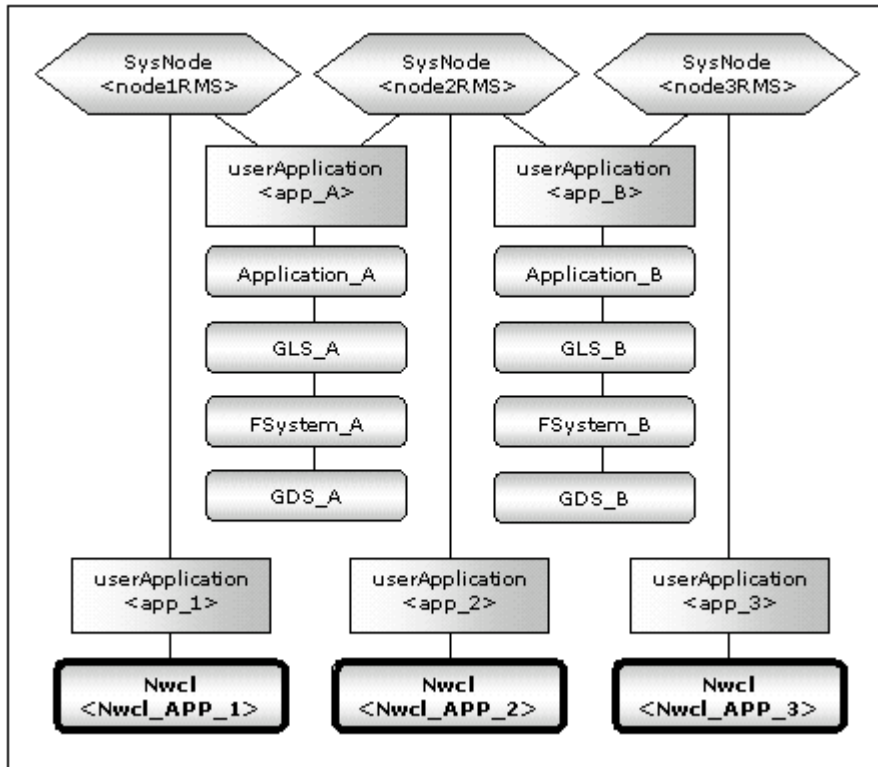 SysNode
<node1RMS>
SysNode
<node2RMS>
SysNode
<node3RMS>
userApplication
<app_A>
userApplication
<app_B>
Application_A
Application_B
GLS_A
GLS_B
FSystem_A
FSystem_B
GDS_A
GDS_B
userApplication
<app_1>
userApplication
<app_2>
userApplication
<app_3>
Nwcl
<Nwcl_APP_1>
Nwcl
<Nwcl_APP_2>
Nwcl
<Nwcl_APP_3>